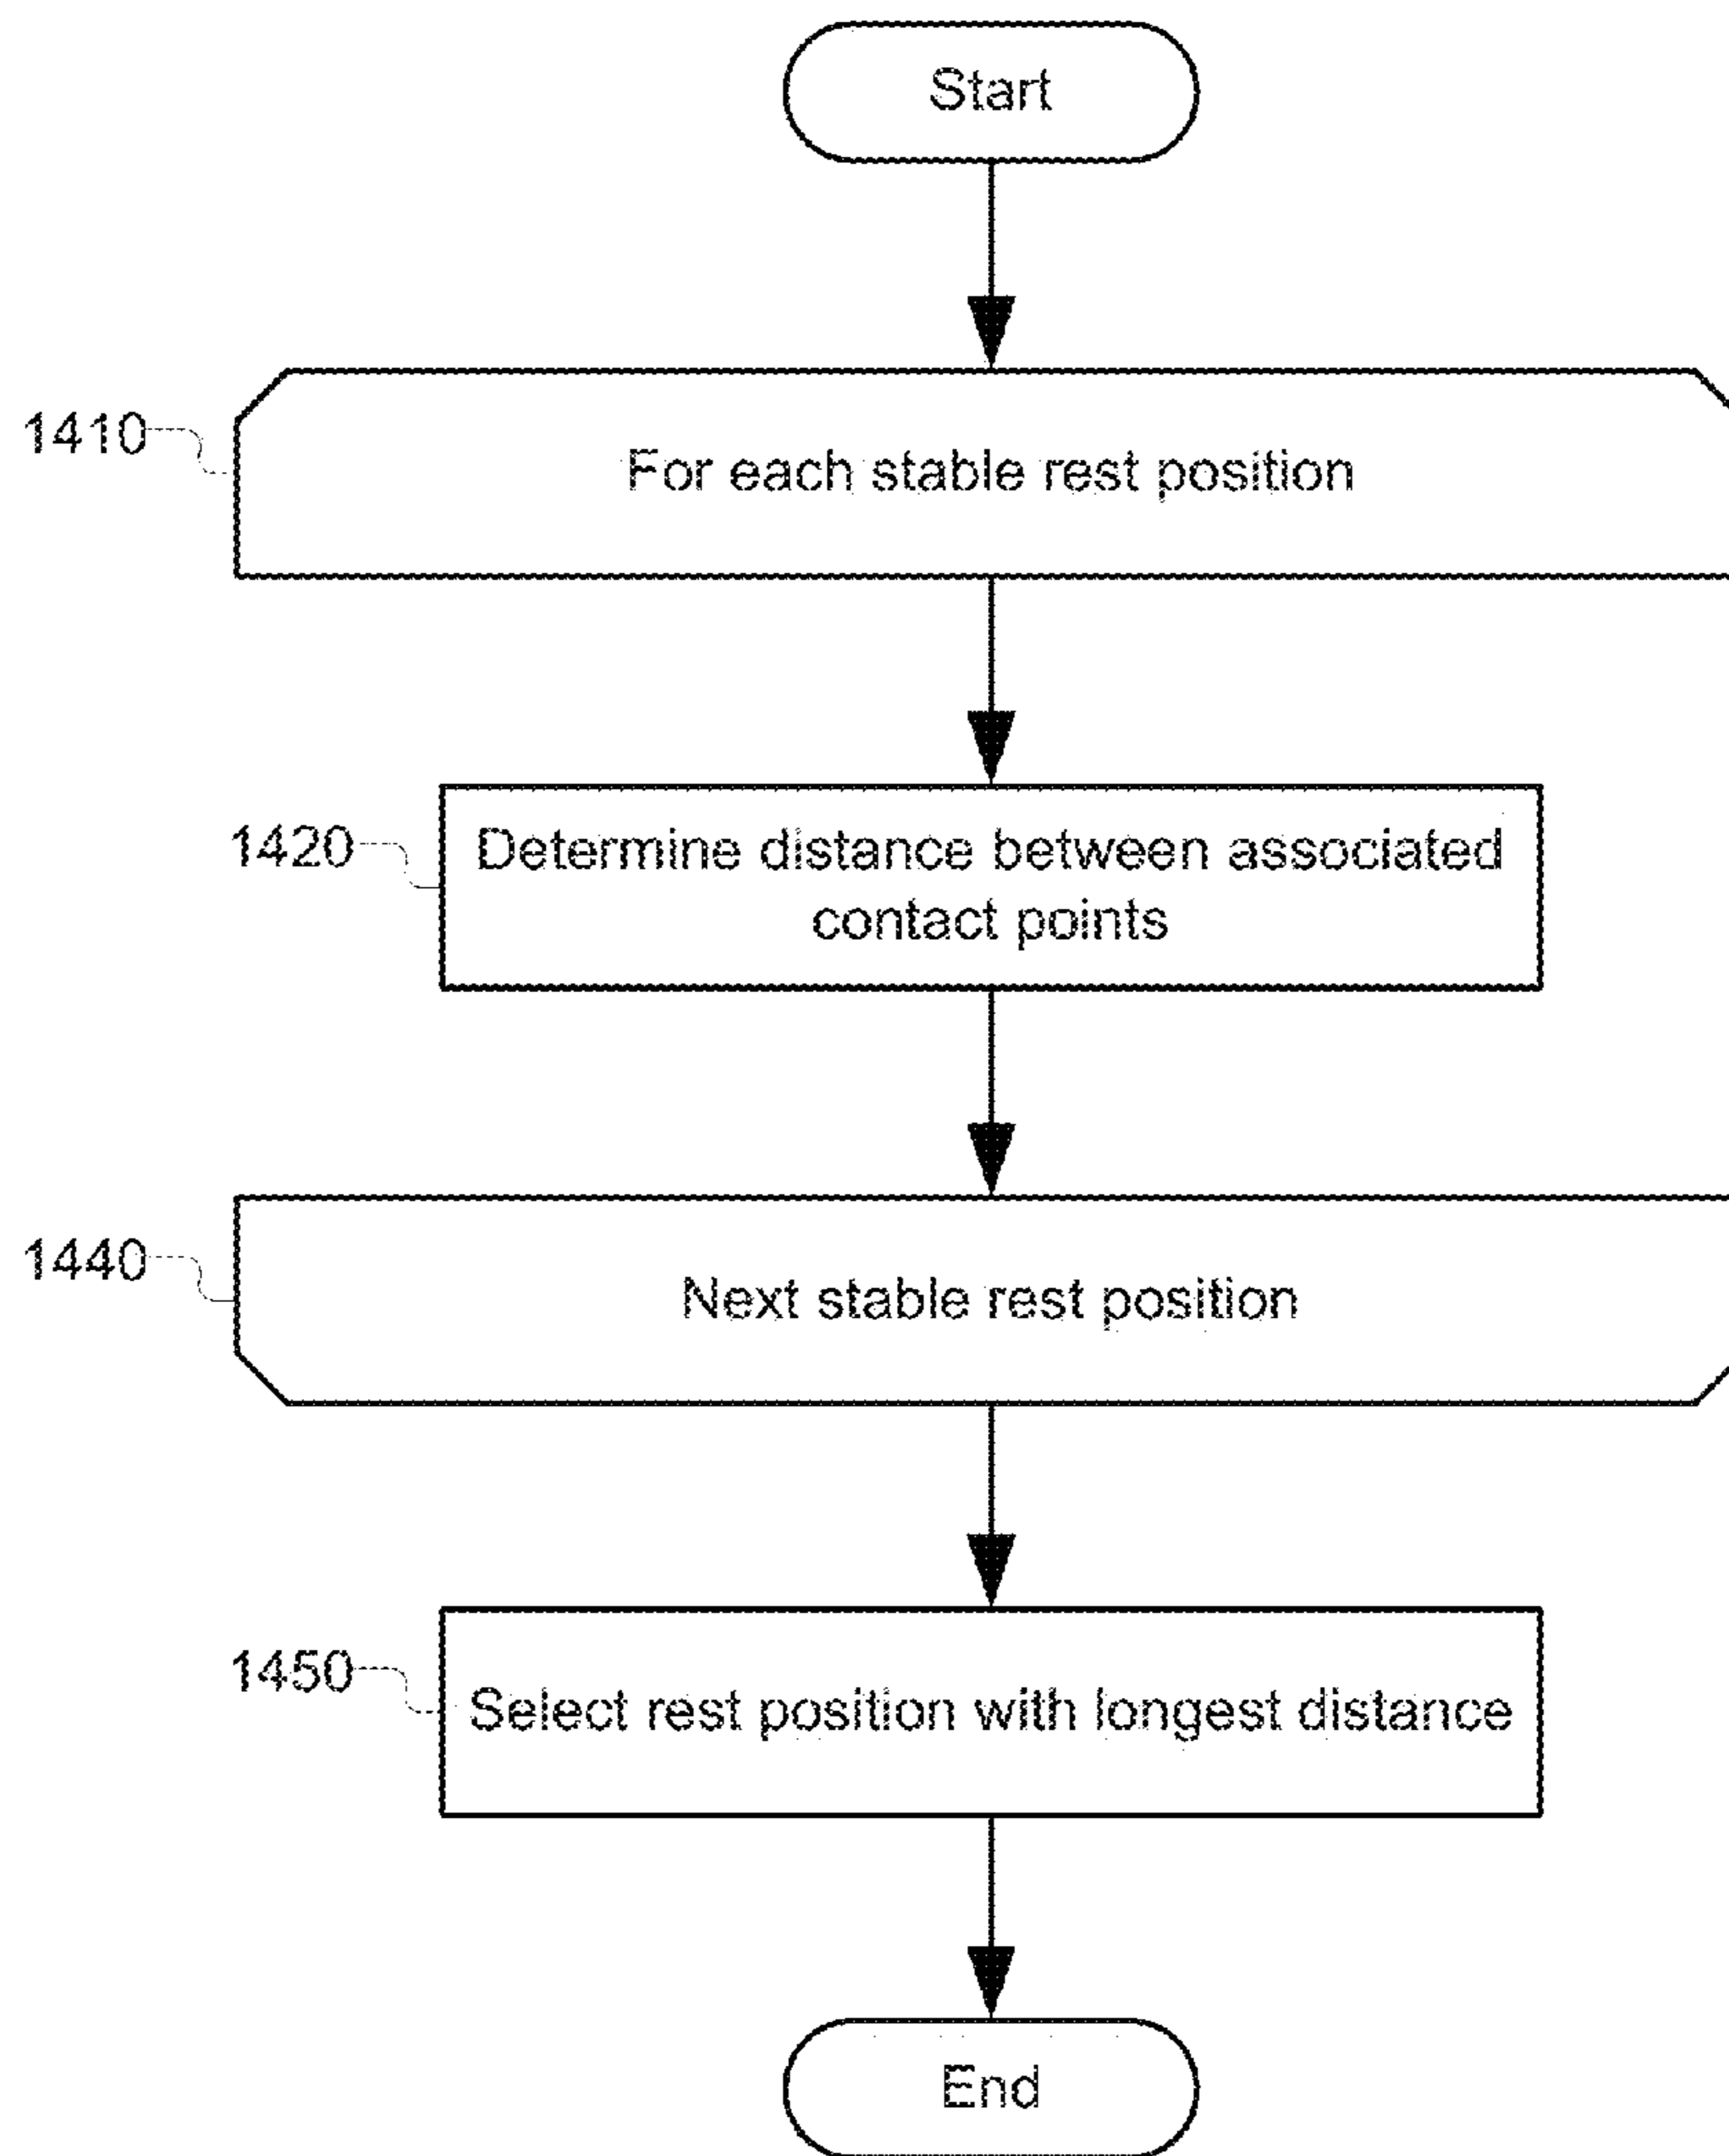 Start
1410
For each stable rest position
1420
Determine distance between associated
contact points
1440
Next stable rest position
1450
Select rest position with longest distance
End